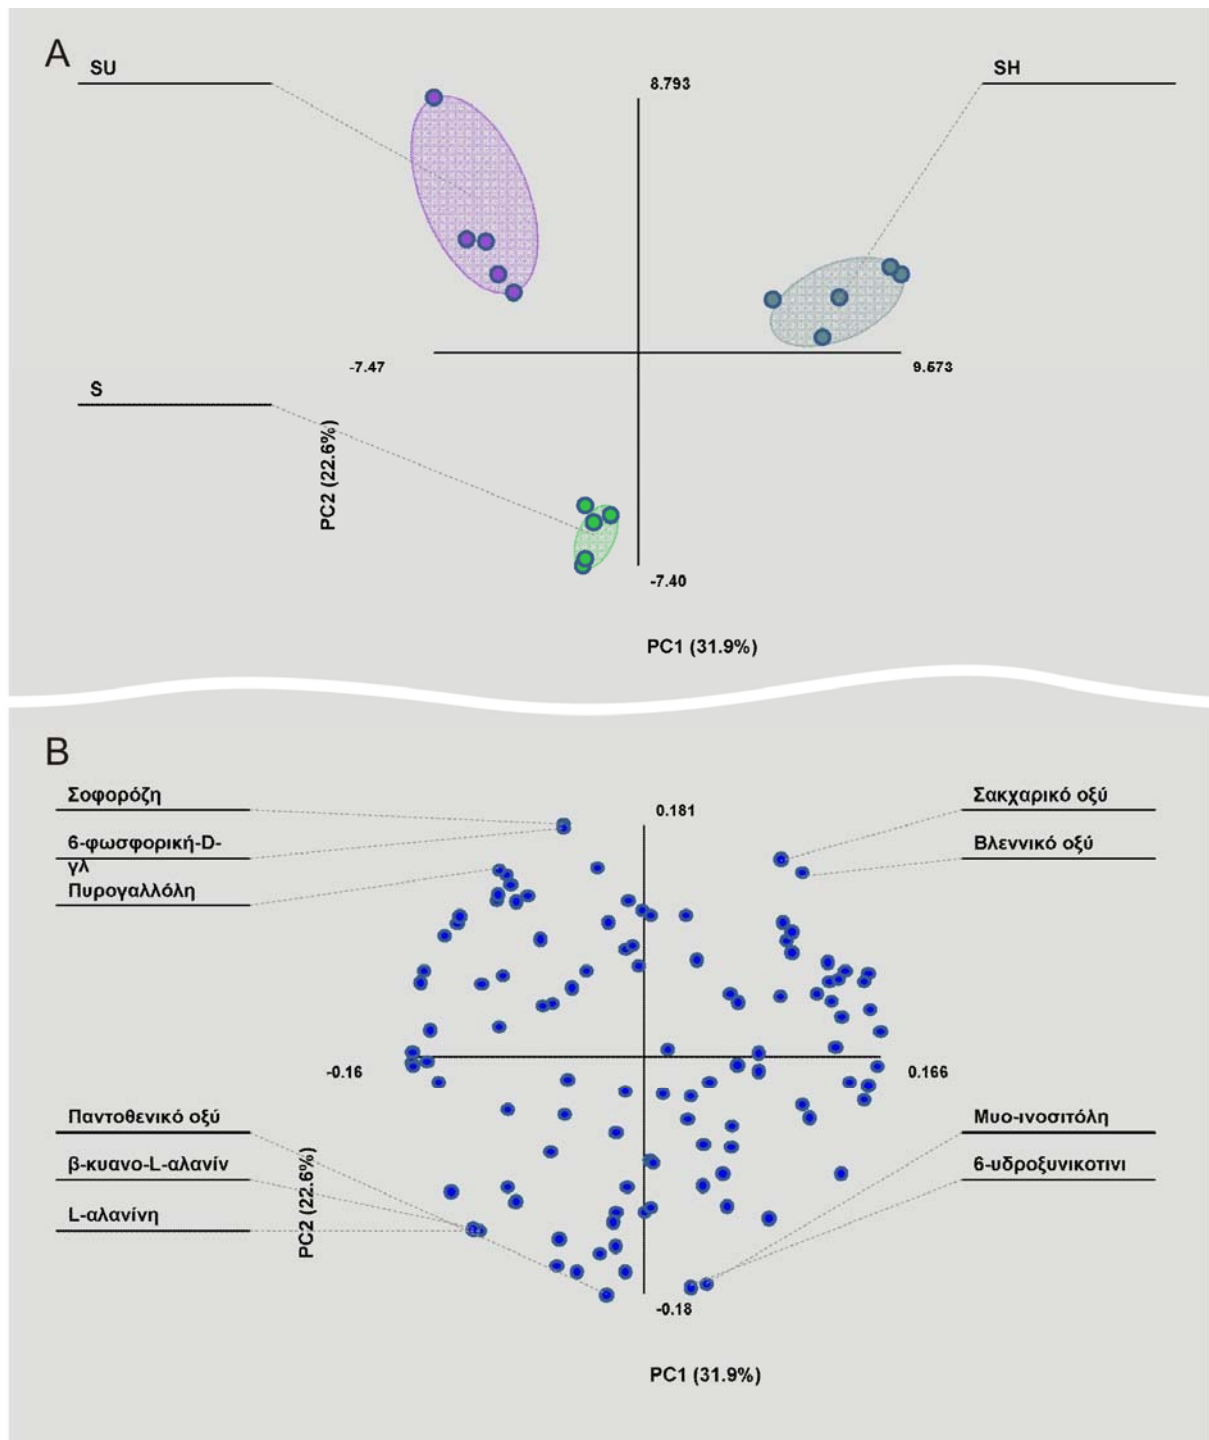 A
SU
SH
8.793
-7.47
9.673
S
PC2 (22.6%)
-7.40
PC1 (31.9%)
B
Σοφορόζη
Σακχαρικό οξύ
0.181
6-φωσφορική-D-
γλ
Βλεννικό οξύ
Πυρογαλλόλη
-0.16
0.166
Παντοθενικό οξύ
Μυο-ινοσιτόλη
β-κυανο-L-αλανίν
6-υδροξυνικοτινι
L-αλανίνη
PC2 (22.6%)
-0.18
PC1 (31.9%)